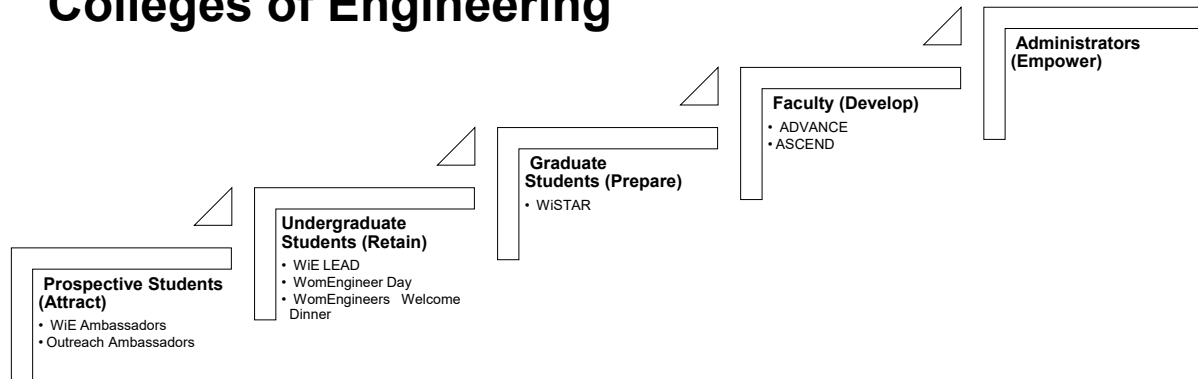 Colleges of Engineering
Administrators
(Empower)
Faculty (Develop)
• ADVANCE
• ASCEND
Graduate
Students (Prepare)
• WiSTAR
Undergraduate
Students (Retain)
• WiE LEAD
• WomEngineer Day
• WomEngineers Welcome
Dinner
Prospective Students
(Attract)
• WiE Ambassadors
• Outreach Ambassadors